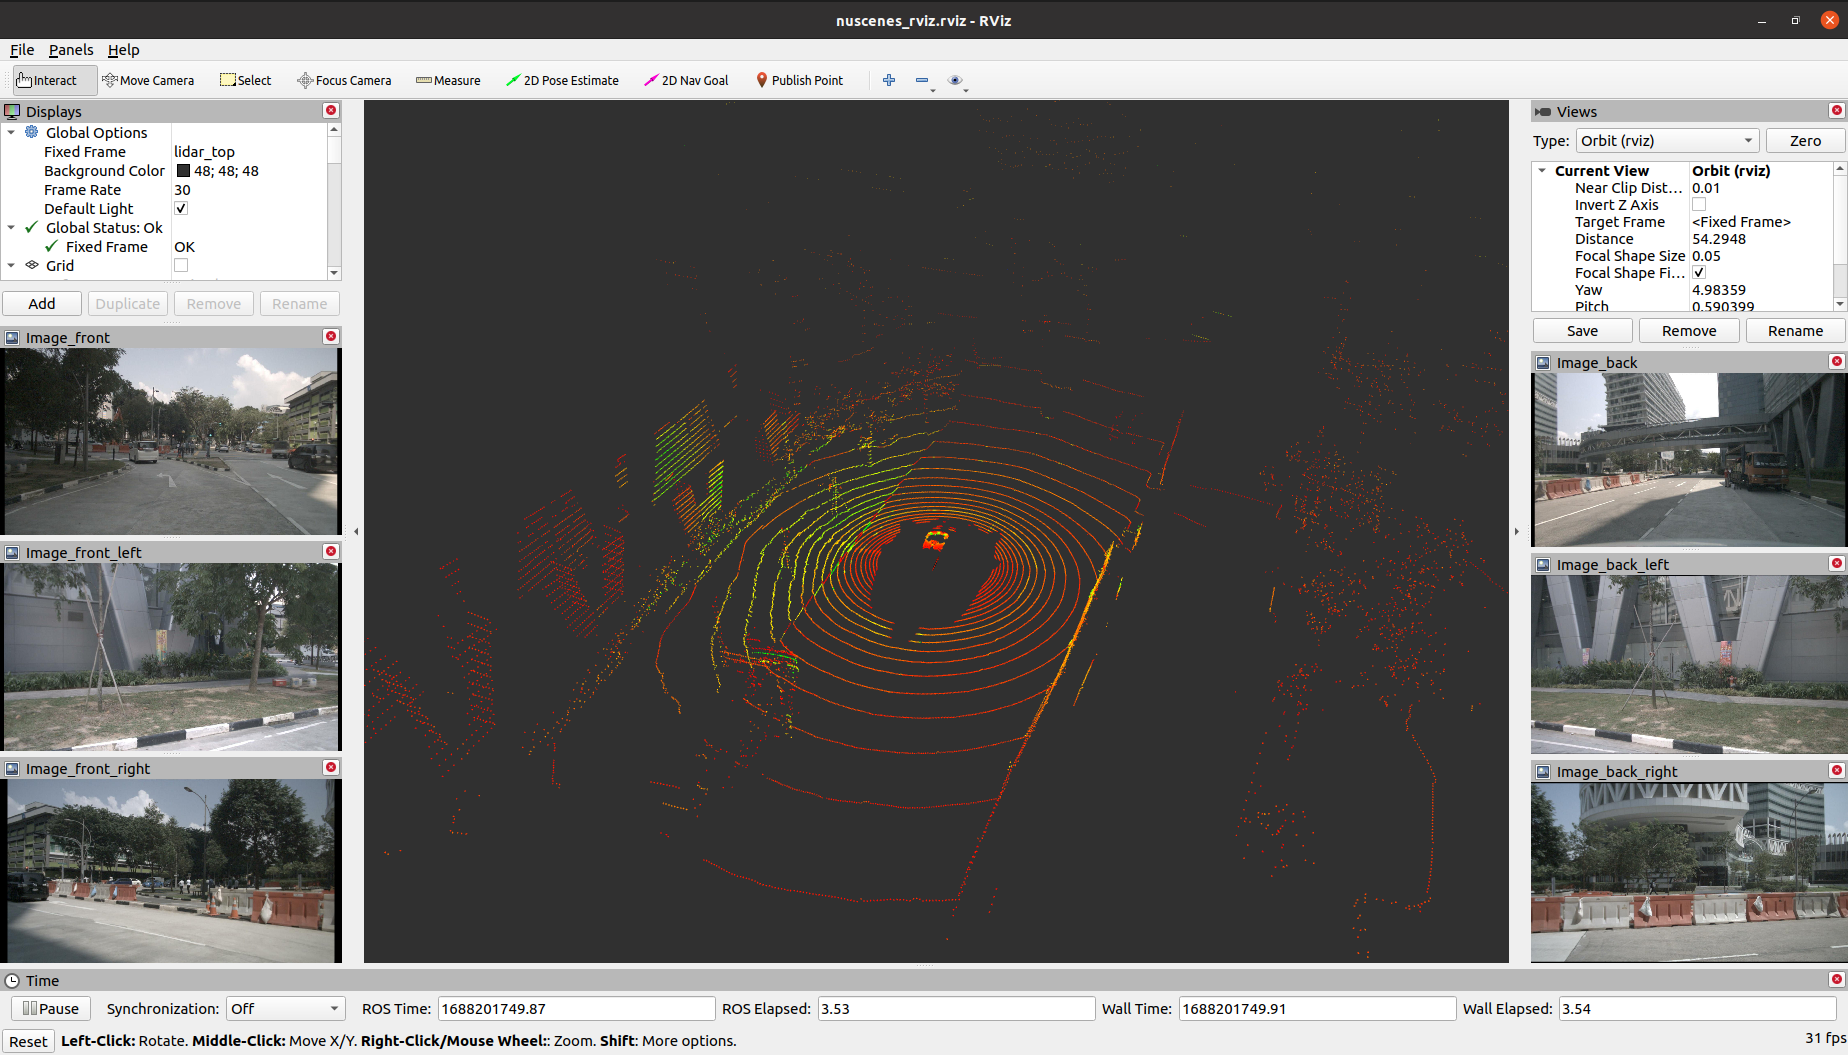 nuscenes_rviz.rviz - RViz
File Panels Help
Interact Move Camera Select Focus Camera Measure 2D Pose Estimate 2D Nav Goal Publish Point
Displays
Global Options
Fixed Frame lidar_top
Background Color 48; 48; 48
Frame Rate 30
Default Light
Global Status: Ok
Fixed Frame OK
Grid
Add Duplicate Remove Rename
Image_front
Image_front_left
Image_front_right
Views
Type: Orbit (rviz) Zero
Current View Orbit (rviz)
Near Clip Dist... 0.01
Invert Z Axis
Target Frame <Fixed Frame>
Distance 54.2948
Focal Shape Size 0.05
Focal Shape Fi...
Yaw 4.98359
Pitch 0.590399
Save Remove Rename
Image_back
Image_back_left
Image_back_right
Time
Pause Synchronization: Off ROS Time: 1688201749.87 ROS Elapsed: 3.53 Wall Time: 1688201749.91 Wall Elapsed: 3.54
Reset Left-Click: Rotate. Middle-Click: Move X/Y. Right-Click/Mouse Wheel:: Zoom. Shift: More options. 31 fps